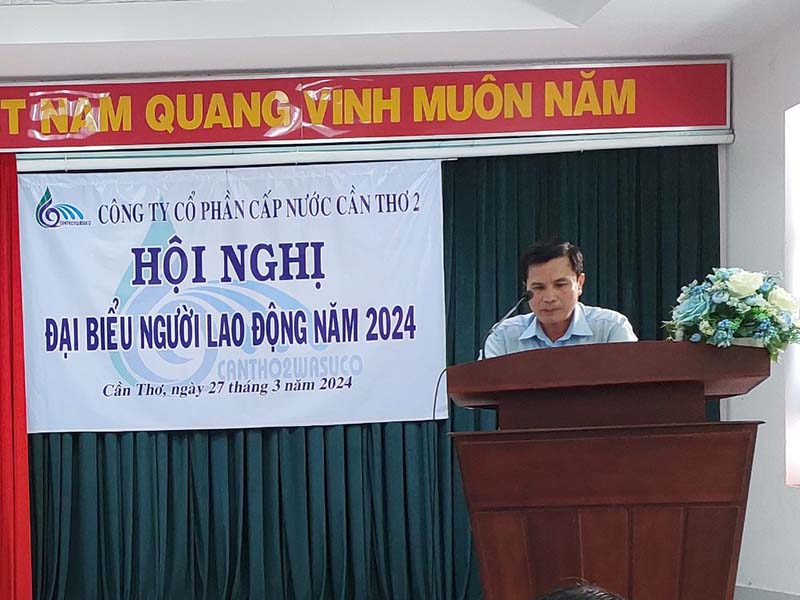 T NAM QUANG VINH MUÔN NĂM
CANTHO2WASUCO
CÔNG TY CỔ PHẦN CẤP NƯỚC CẦN THƠ 2
HỘI NGHỊ
ĐẠI BIỂU NGƯỜI LAO ĐỘNG NĂM 2024
CANTHO2WASUCO
Cần Thơ, ngày 27 tháng 3 năm 2024